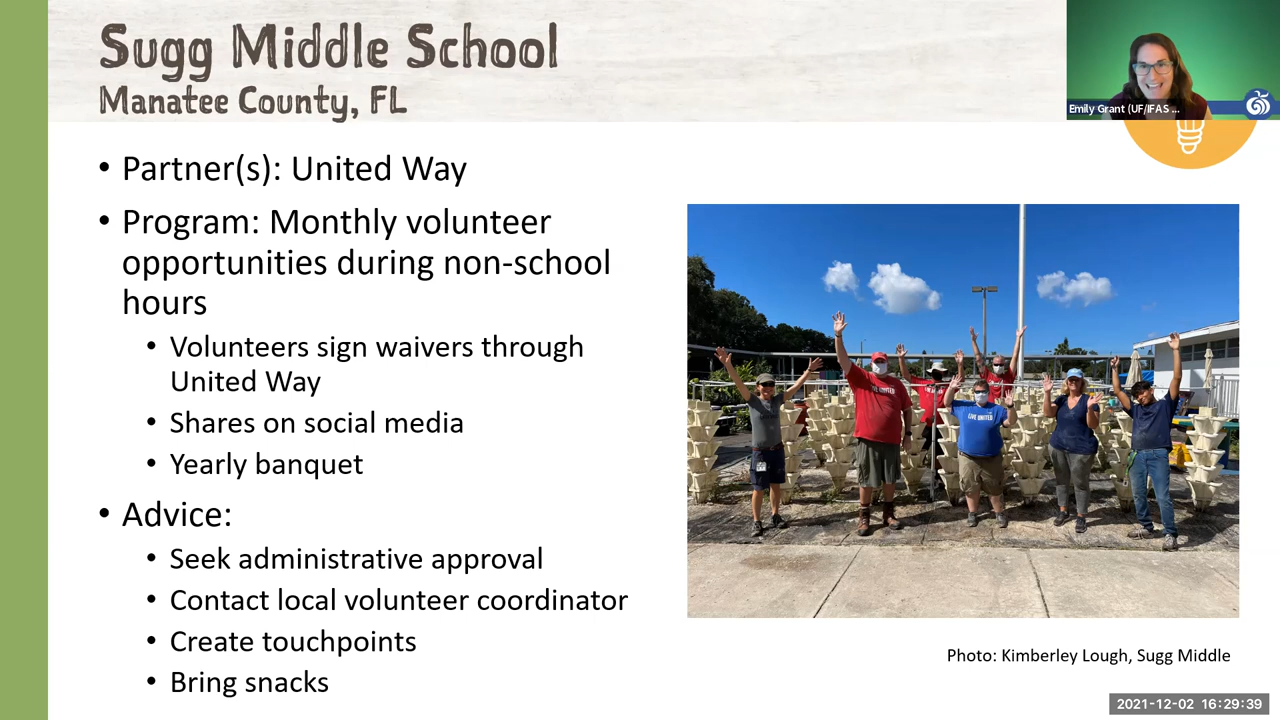 Sugg Middle School
Manatee County, FL
Emily Grant (UF/IFAS ...
• Partner(s): United Way
• Program: Monthly volunteer
opportunities during non-school
hours
• Volunteers sign waivers through
United Way
• Shares on social media
• Yearly banquet
• Advice:
• Seek administrative approval
• Contact local volunteer coordinator
• Create touchpoints
• Bring snacks
LIVE UNITED
LIVE UNITED
Photo: Kimberley Lough, Sugg Middle
2021-12-02 16:29:39